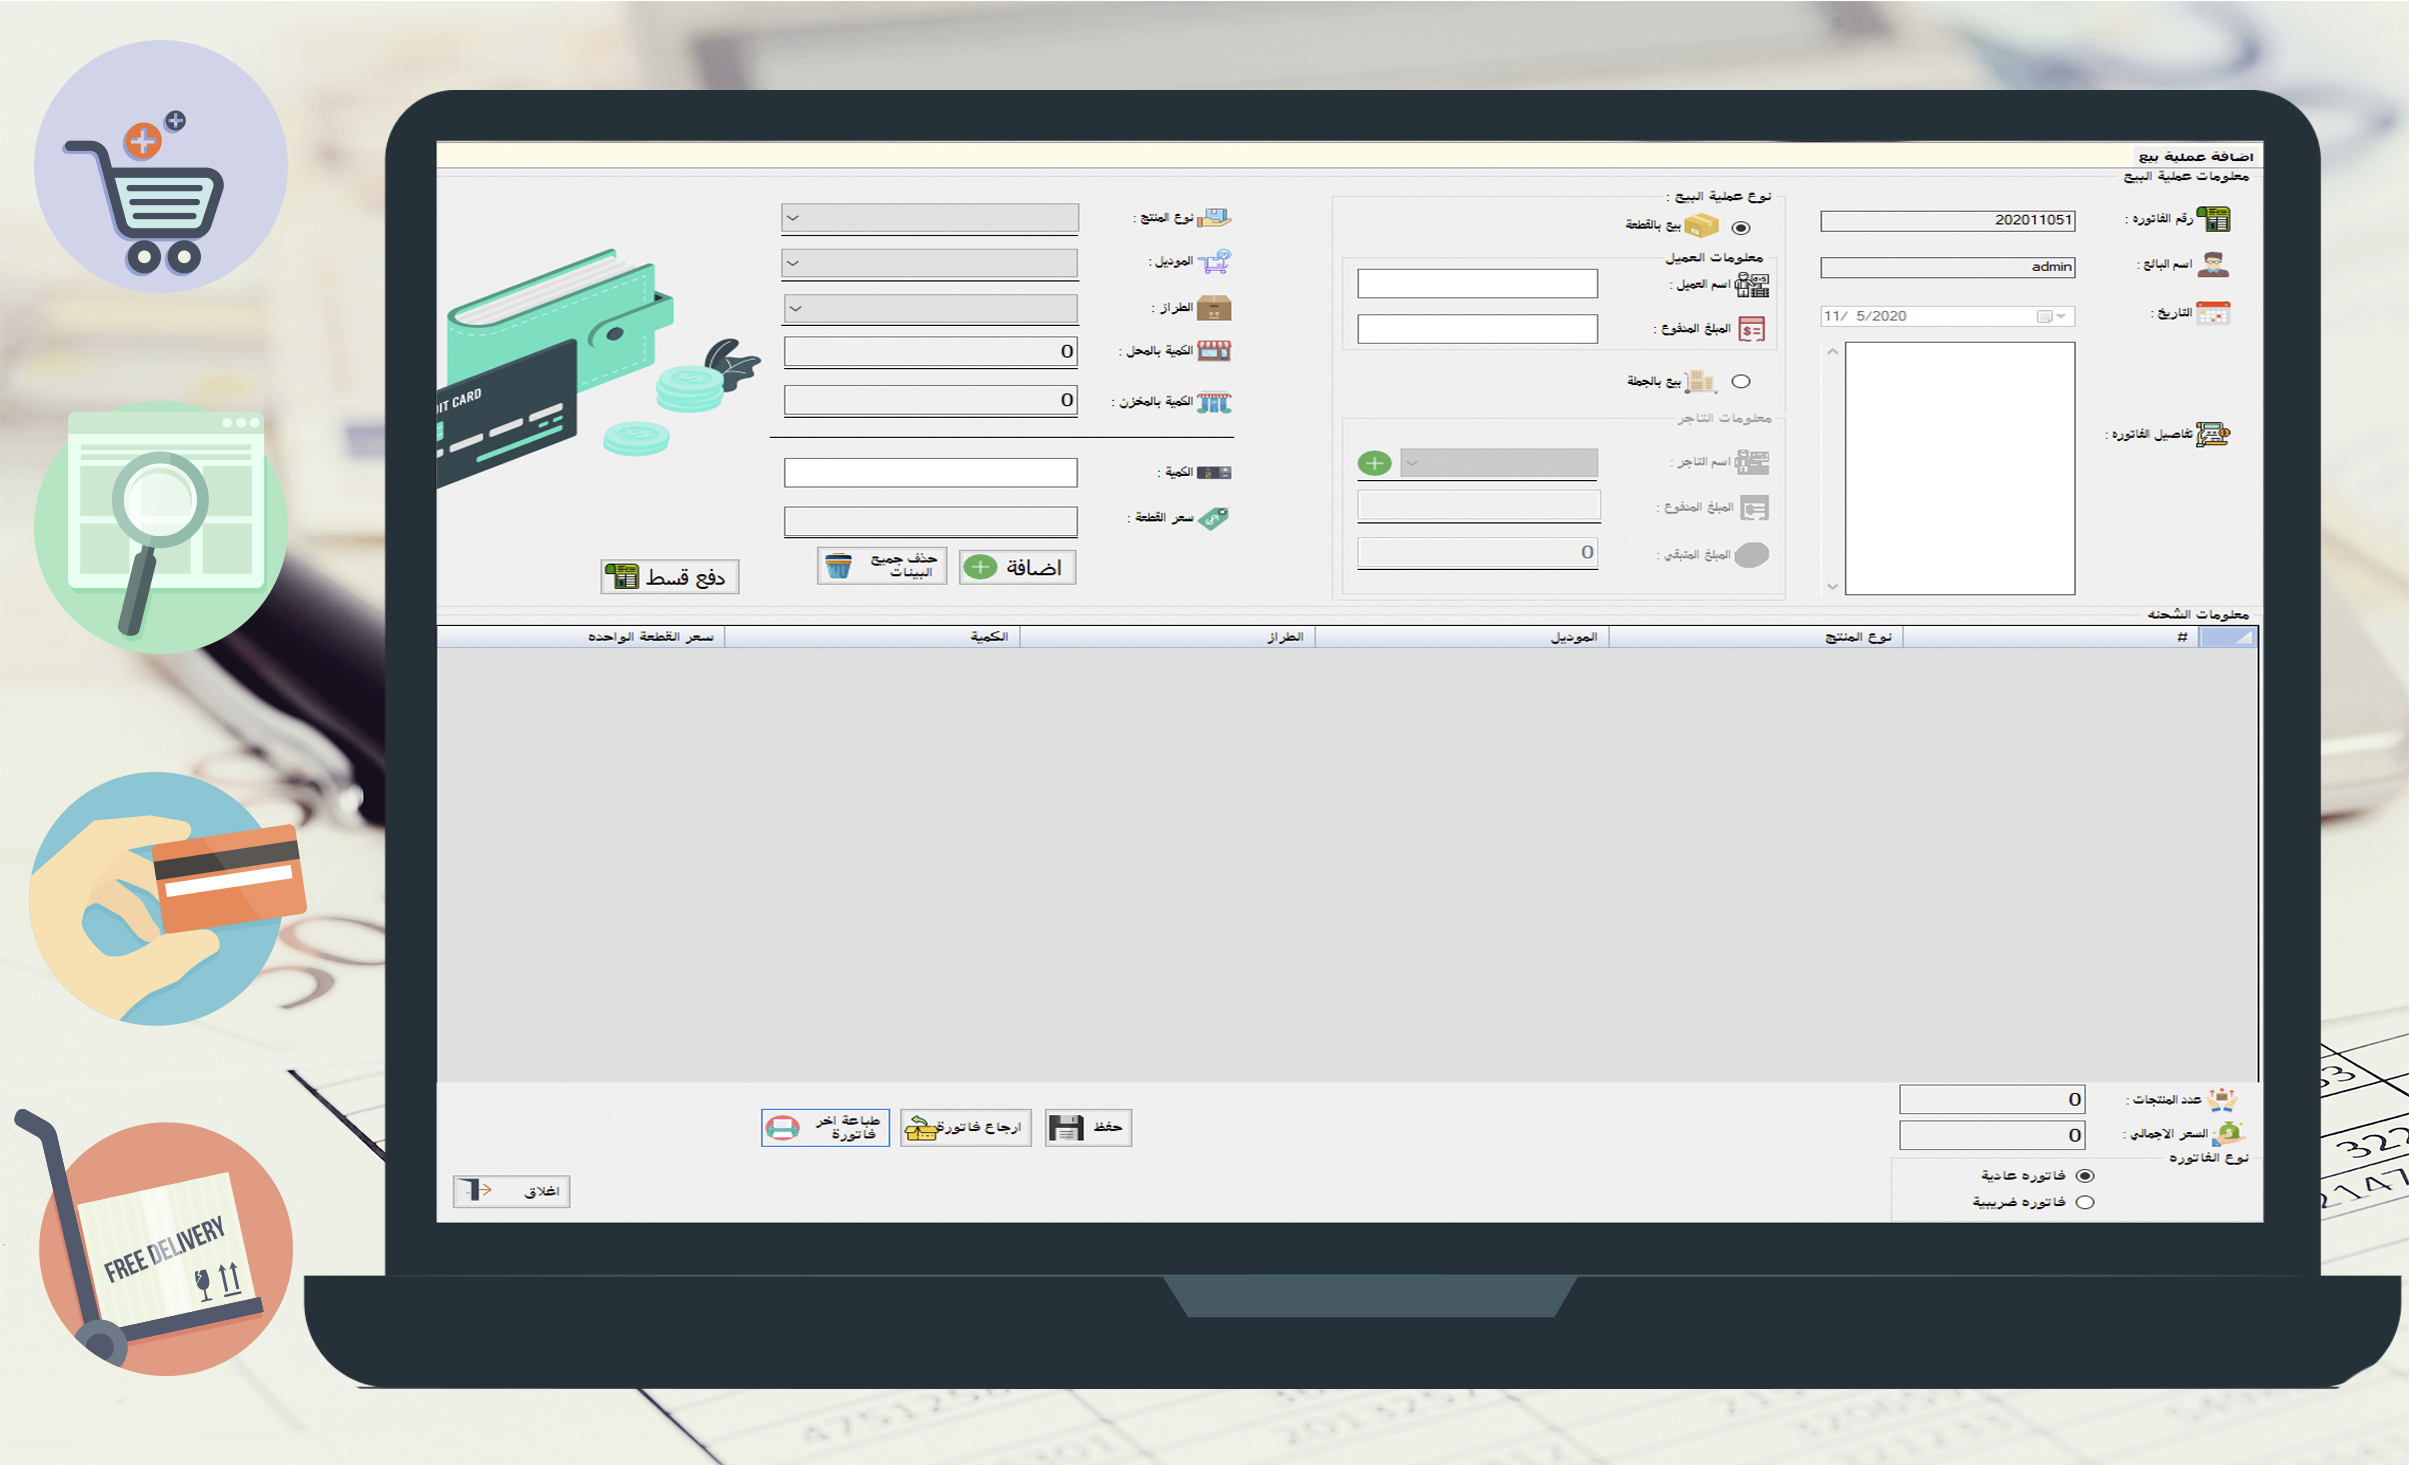 اضافة عملية بيع
معلومات عملية البيع
رقم الفاتوره :
202011051
اسم البائع :
admin
التاريخ :
11/ 5/2020
تفاصيل الفاتوره :
نوع عملية البيع :
بيع بالقطعة
معلومات العميل
اسم العميل :
المبلغ المدفوع :
بيع بالجملة
معلومات التاجر
اسم التاجر :
المبلغ المدفوع :
المبلغ المتبقي :
0
نوع المنتج :
الموديل :
الطراز :
الكمية بالمحل :
0
الكمية بالمخزن :
0
الكمية :
سعر القطعة :
اضافة
حذف جميع
البينات
دفع قسط
CARD
معلومات الشحنه
# نوع المنتج الموديل الطراز الكمية سعر القطعة الواحده
عدد المنتجات :
0
السعر الاجمالي :
0
نوع الفاتوره
فاتوره عادية
فاتوره ضريبية
حفظ
ارجاع فاتورة
طباعة اخر
فاتورة
اغلاق
FREE DELIVERY